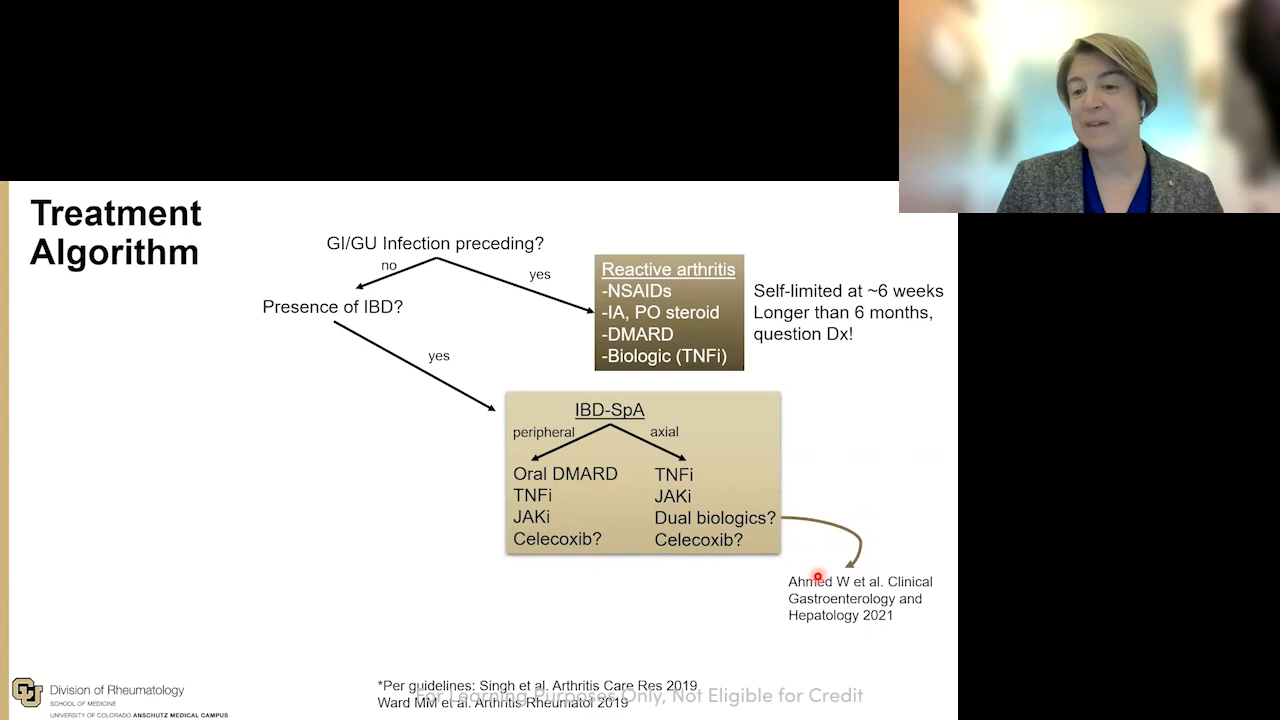 Treatment
Algorithm
GI/GU Infection preceding?
no
yes
Presence of IBD?
Reactive arthritis
-NSAIDs
-IA, PO steroid
-DMARD
-Biologic (TNFi)
Self-limited at ~6 weeks
Longer than 6 months,
question Dx!
yes
IBD-SpA
peripheral
axial
Oral DMARD
TNFi
JAKi
Celecoxib?
TNFi
JAKi
Dual biologics?
Celecoxib?
Ahmed W et al. Clinical
Gastroenterology and
Hepatology 2021
CU
Division of Rheumatology
SCHOOL OF MEDICINE
UNIVERSITY OF COLORADO ANSCHUTZ MEDICAL CAMPUS
*Per guidelines: Singh et al. Arthritis Care Res 2019
For Learning Purposes Only, Not Eligible for Credit
Ward MM et al. Arthritis Rheumatol 2019